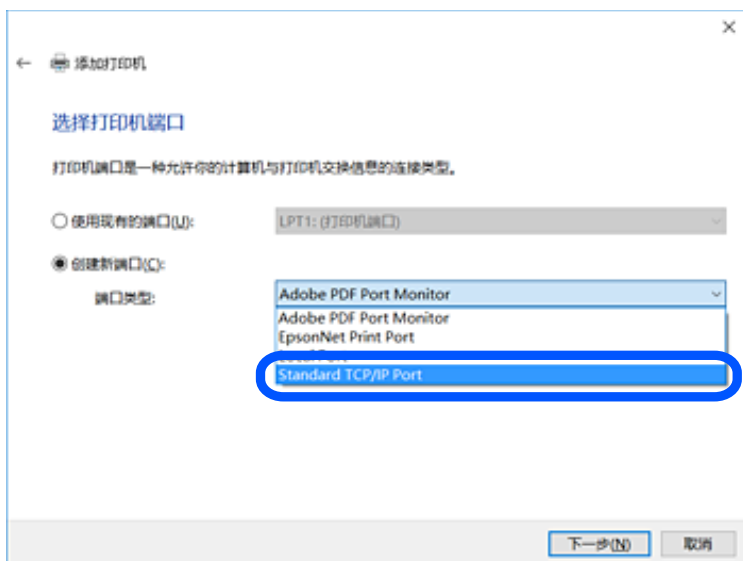 添加打印机
选择打印机端口
打印机端口是一种允许你的计算机与打印机交换信息的连接类型。
使用现有的端口(U): LPT1: (打印机端口)
创建新端口(C):
端口类型: Adobe PDF Port Monitor
Adobe PDF Port Monitor
EpsonNet Print Port
Standard TCP/IP Port
下一步(N) 取消